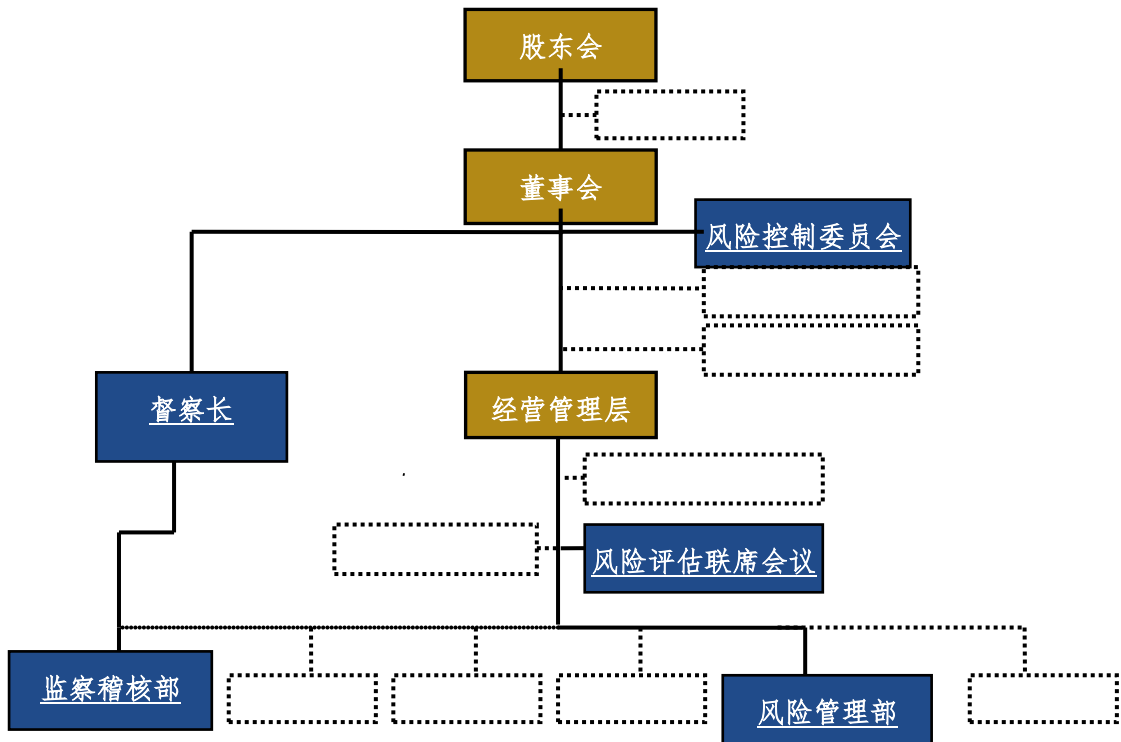 股东会
董事会
风险控制委员会
督察长
经营管理层
风险评估联席会议
监察稽核部
风险管理部